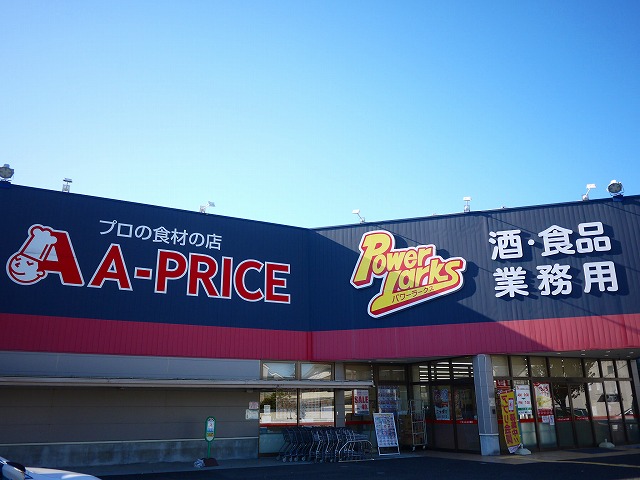 プロの食材の店
A A-PRICE
Power
Larks
パワーラークス
酒・食品
業務用
SALE